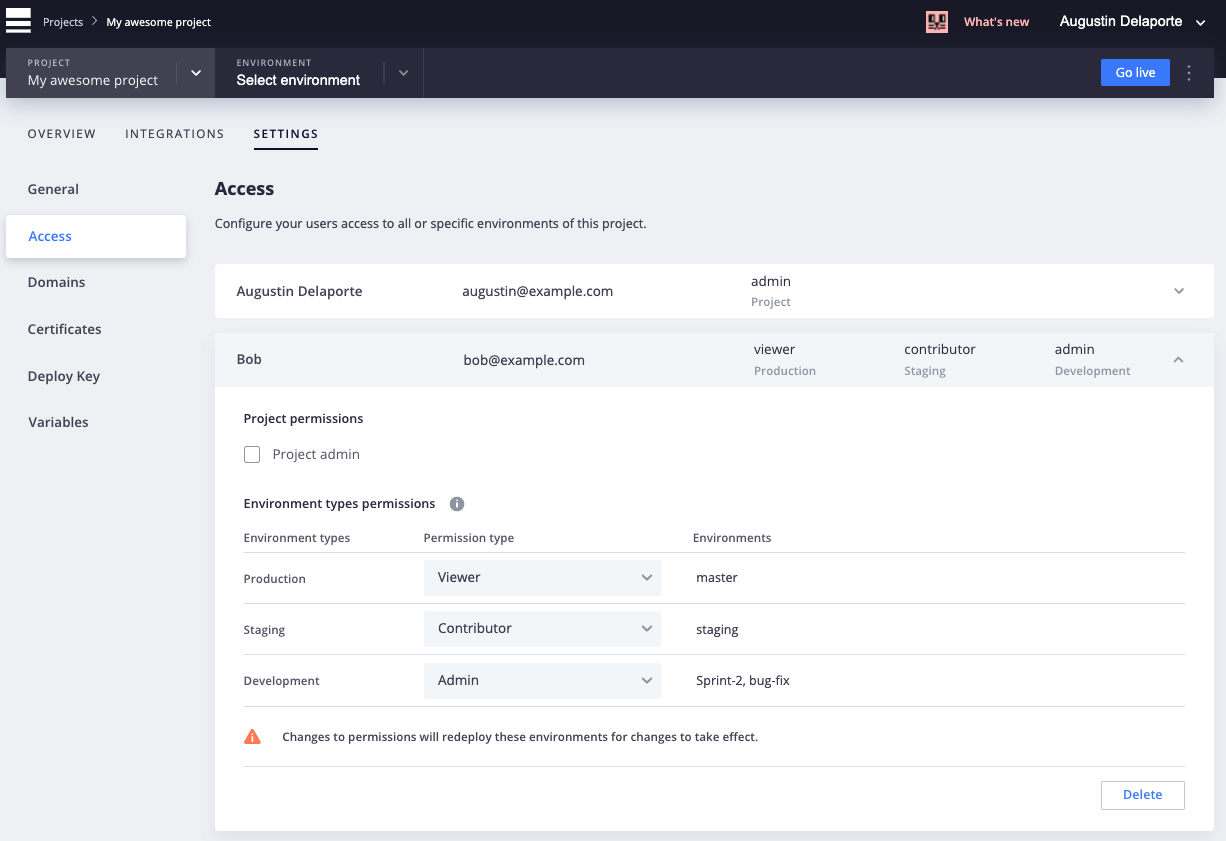 Projects > My awesome project
What's new
Augustin Delaporte
PROJECT
My awesome project
ENVIRONMENT
Select environment
Go live
OVERVIEW INTEGRATIONS SETTINGS
General
Access
Domains
Certificates
Deploy Key
Variables
Access
Configure your users access to all or specific environments of this project.
Augustin Delaporte augustin@example.com admin
Project
Bob bob@example.com viewer contributor admin
Production Staging Development
Project permissions
Project admin
Environment types permissions
Environment types Permission type Environments
Production Viewer master
Staging Contributor staging
Development Admin Sprint-2, bug-fix
Changes to permissions will redeploy these environments for changes to take effect.
Delete